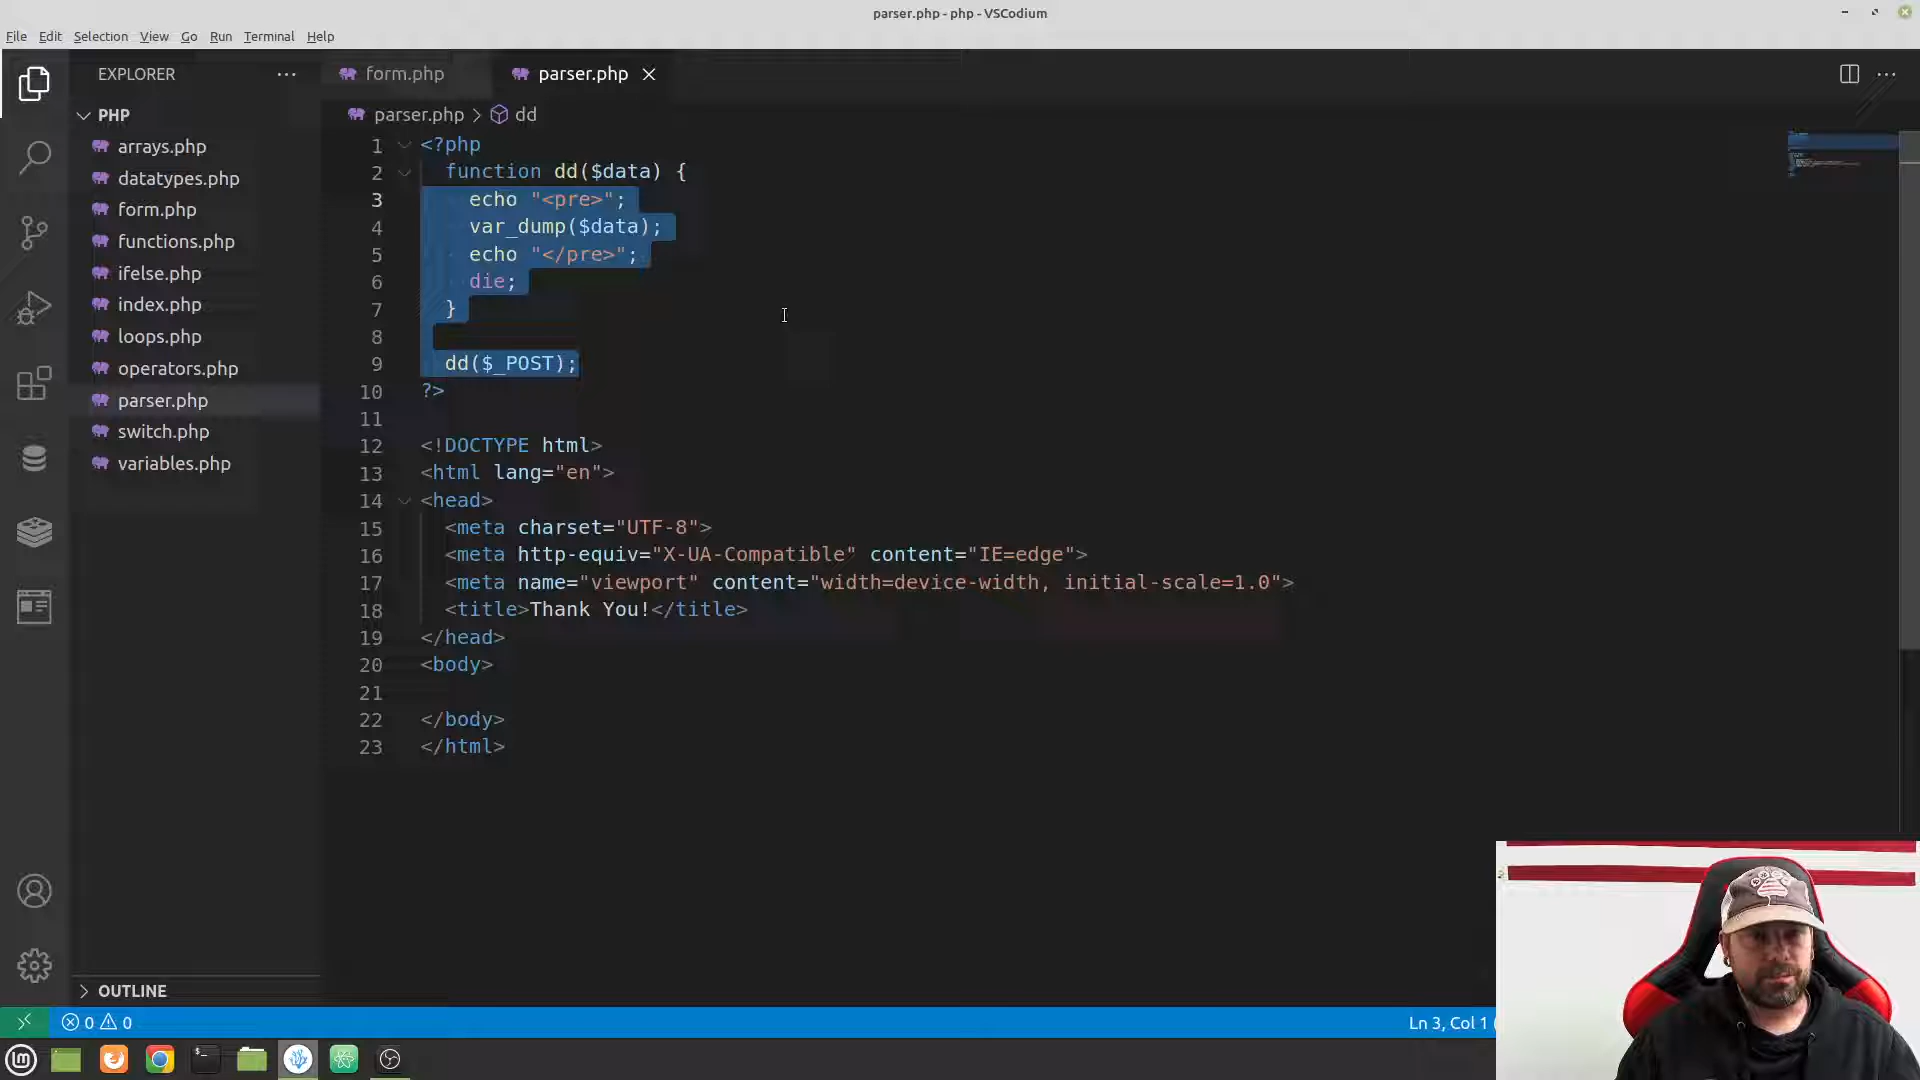 parser.php - php - VSCodium
File Edit Selection View Go Run Terminal Help
EXPLORER
form.php
parser.php
PHP
parser.php > dd
arrays.php
datatypes.php
form.php
functions.php
ifelse.php
index.php
loops.php
operators.php
parser.php
switch.php
variables.php
1 <?php
2 function dd($data) {
3 echo "<pre>";
4 var_dump($data);
5 echo "</pre>";
6 die;
7 }
8
9 dd($_POST);
10 ?>
11
12 <!DOCTYPE html>
13 <html lang="en">
14 <head>
15 <meta charset="UTF-8">
16 <meta http-equiv="X-UA-Compatible" content="IE=edge">
17 <meta name="viewport" content="width=device-width, initial-scale=1.0">
18 <title>Thank You!</title>
19 </head>
20 <body>
21
22 </body>
23 </html>
OUTLINE
0 0
Ln 3, Col 1 (